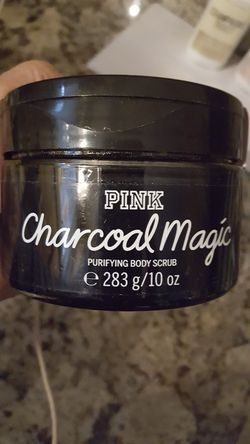 PINK
Charcoal Magic
PURIFYING BODY SCRUB
℮ 283 g/10 oz